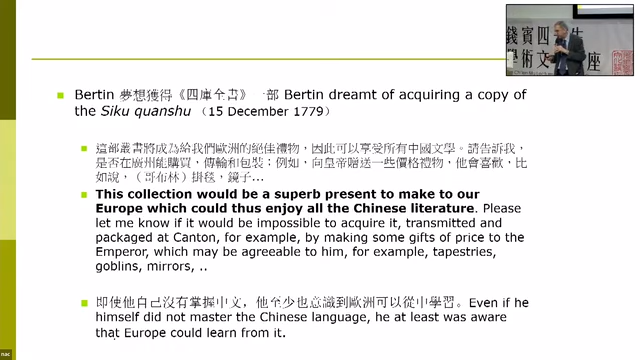 Bertin 夢想獲得《四庫全書》一部 Bertin dreamt of acquiring a copy of
the Siku quanshu （15 December 1779）
這部叢書將成為給我們歐洲的絕佳禮物，因此可以享受所有中國文學。請告訴我，
是否在廣州能購買，傳輸和包裝；例如，向皇帝贈送一些價格禮物，他會喜歡，比
如說，（哥布林）掛毯，鏡子...
This collection would be a superb present to make to our
Europe which could thus enjoy all the Chinese literature. Please
let me know if it would be impossible to acquire it, transmitted and
packaged at Canton, for example, by making some gifts of price to the
Emperor, which may be agreeable to him, for example, tapestries,
goblins, mirrors, ..
即使他自己沒有掌握中文，他至少也意識到歐洲可以從中學習。Even if he
himself did not master the Chinese language, he at least was aware
that Europe could learn from it.
錢賓四
學術文
座
nac